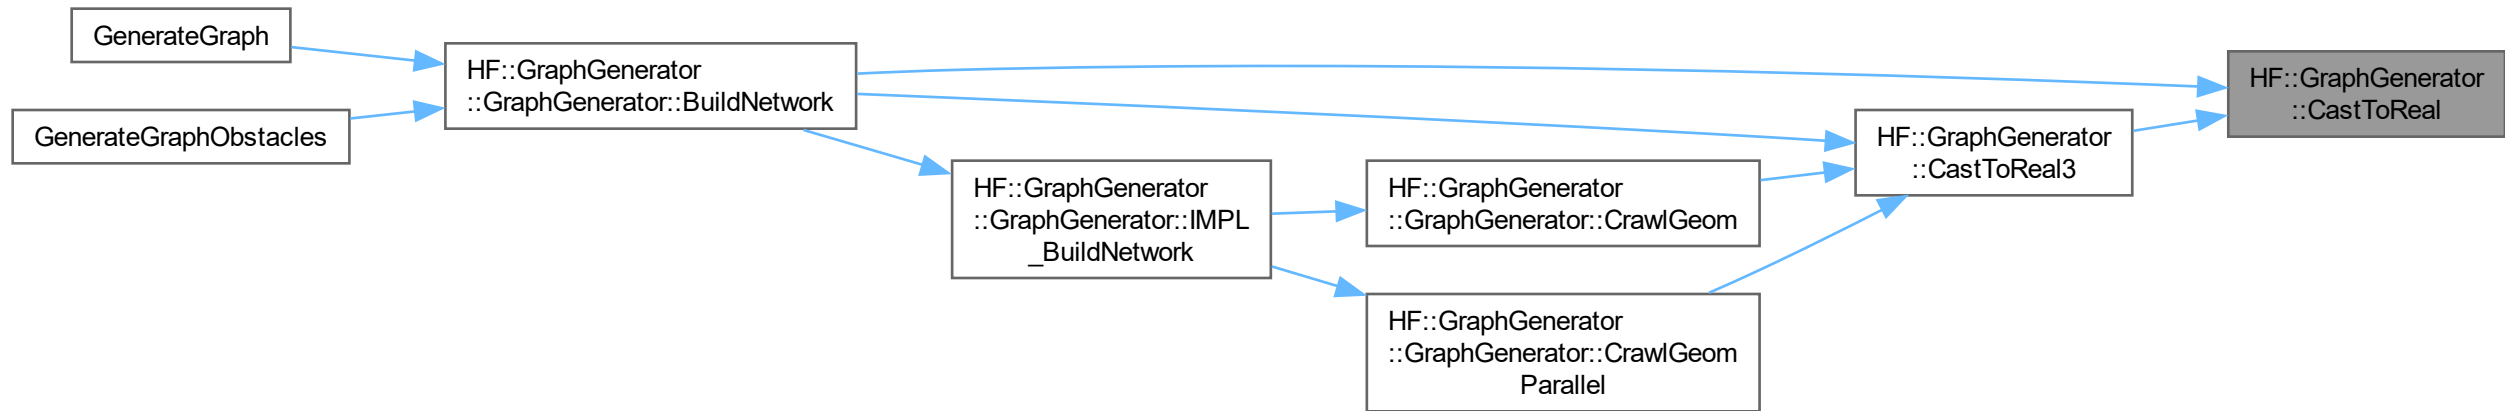 GenerateGraph
GenerateGraphObstacles
HF::GraphGenerator
::GraphGenerator::BuildNetwork
HF::GraphGenerator
::GraphGenerator::IMPL
_BuildNetwork
HF::GraphGenerator
::GraphGenerator::CrawlGeom
HF::GraphGenerator
::GraphGenerator::CrawlGeom
Parallel
HF::GraphGenerator
::CastToReal3
HF::GraphGenerator
::CastToReal